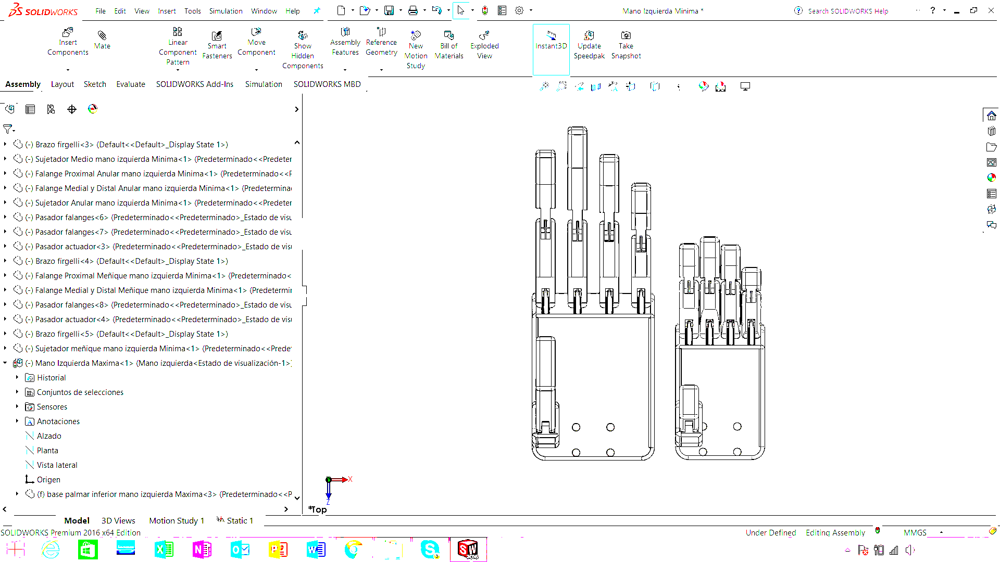 SOLIDWORKS File Edit View Insert Tools Simulation Window Help Mano Izquierda Minima * Search SOLIDWORKS Help ?
Insert Components
Mate
Linear Component Pattern
Smart Fasteners
Move Component
Show Hidden Components
Assembly Features
Reference Geometry
New Motion Study
Bill of Materials
Exploded View
Instant3D
Update Speedpak
Take Snapshot
Assembly Layout Sketch Evaluate SOLIDWORKS Add-Ins Simulation SOLIDWORKS MBD
(-) Brazo firgelli<3> (Default<<Default>_Display State 1>)
(-) Sujetador Medio mano izquierda Minima<1> (Predeterminado<<Predeter
(-) Falange Proximal Anular mano izquierda Minima<1> (Predeterminado<<F
(-) Falange Medial y Distal Anular mano izquierda Minima<1> (Predetermina
(-) Sujetador Anular mano izquierda Minima<1> (Predeterminado<<Predeter
(-) Pasador falanges<6> (Predeterminado<<Predeterminado>_Estado de visu
(-) Pasador falanges<7> (Predeterminado<<Predeterminado>_Estado de visu
(-) Pasador actuador<3> (Predeterminado<<Predeterminado>_Estado de visu
(-) Brazo firgelli<4> (Default<<Default>_Display State 1>)
(-) Falange Proximal Meñique mano izquierda Minima<1> (Predeterminado<
(-) Falange Medial y Distal Meñique mano izquierda Minima<1> (Predetermin
(-) Pasador falanges<8> (Predeterminado<<Predeterminado>_Estado de visu
(-) Pasador actuador<4> (Predeterminado<<Predeterminado>_Estado de visu
(-) Brazo firgelli<5> (Default<<Default>_Display State 1>)
(-) Sujetador meñique mano izquierda Minima<1> (Predeterminado<<Prede
(-) Mano Izquierda Maxima<1> (Mano izquierda<Estado de visualización-1>)
Historial
Conjuntos de selecciones
Sensores
Anotaciones
Alzado
Planta
Vista lateral
Origen
(f) base palmar inferior mano izquierda Maxima<3> (Predeterminado<<P
X
Z
*Top
Model 3D Views Motion Study 1 Static 1
SOLIDWORKS Premium 2016 x64 Edition Under Defined Editing Assembly MMGS
SW 2016